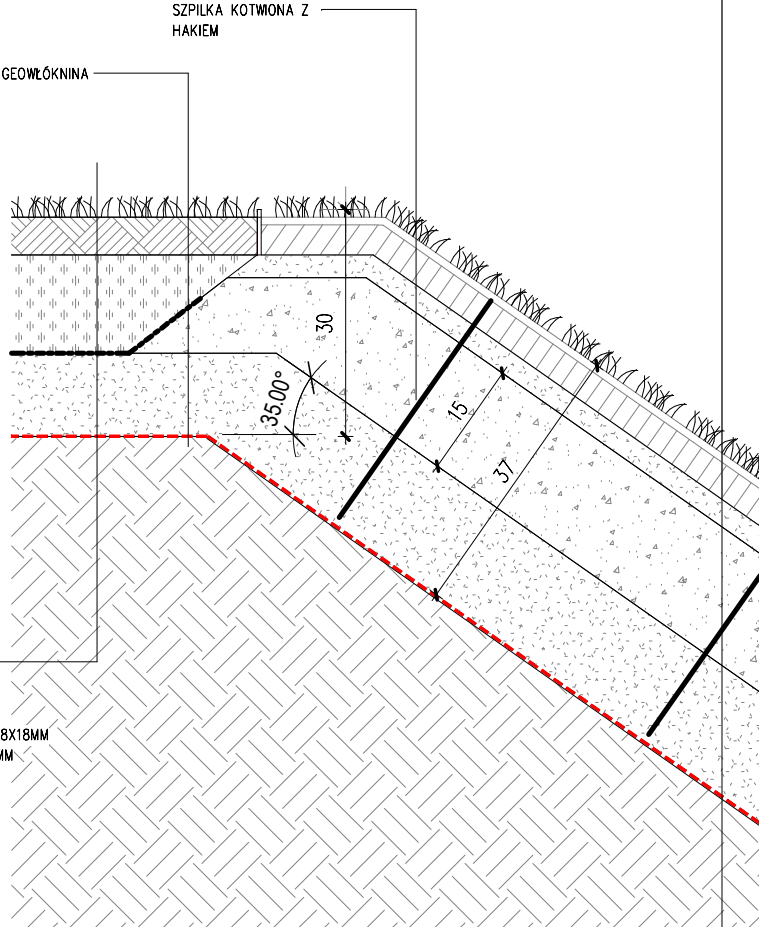 SZPILKA KOTWIONA Z
HAKIEM
GEOWŁÓKNINA
30
35.00°
15
37
8X18MM
MM